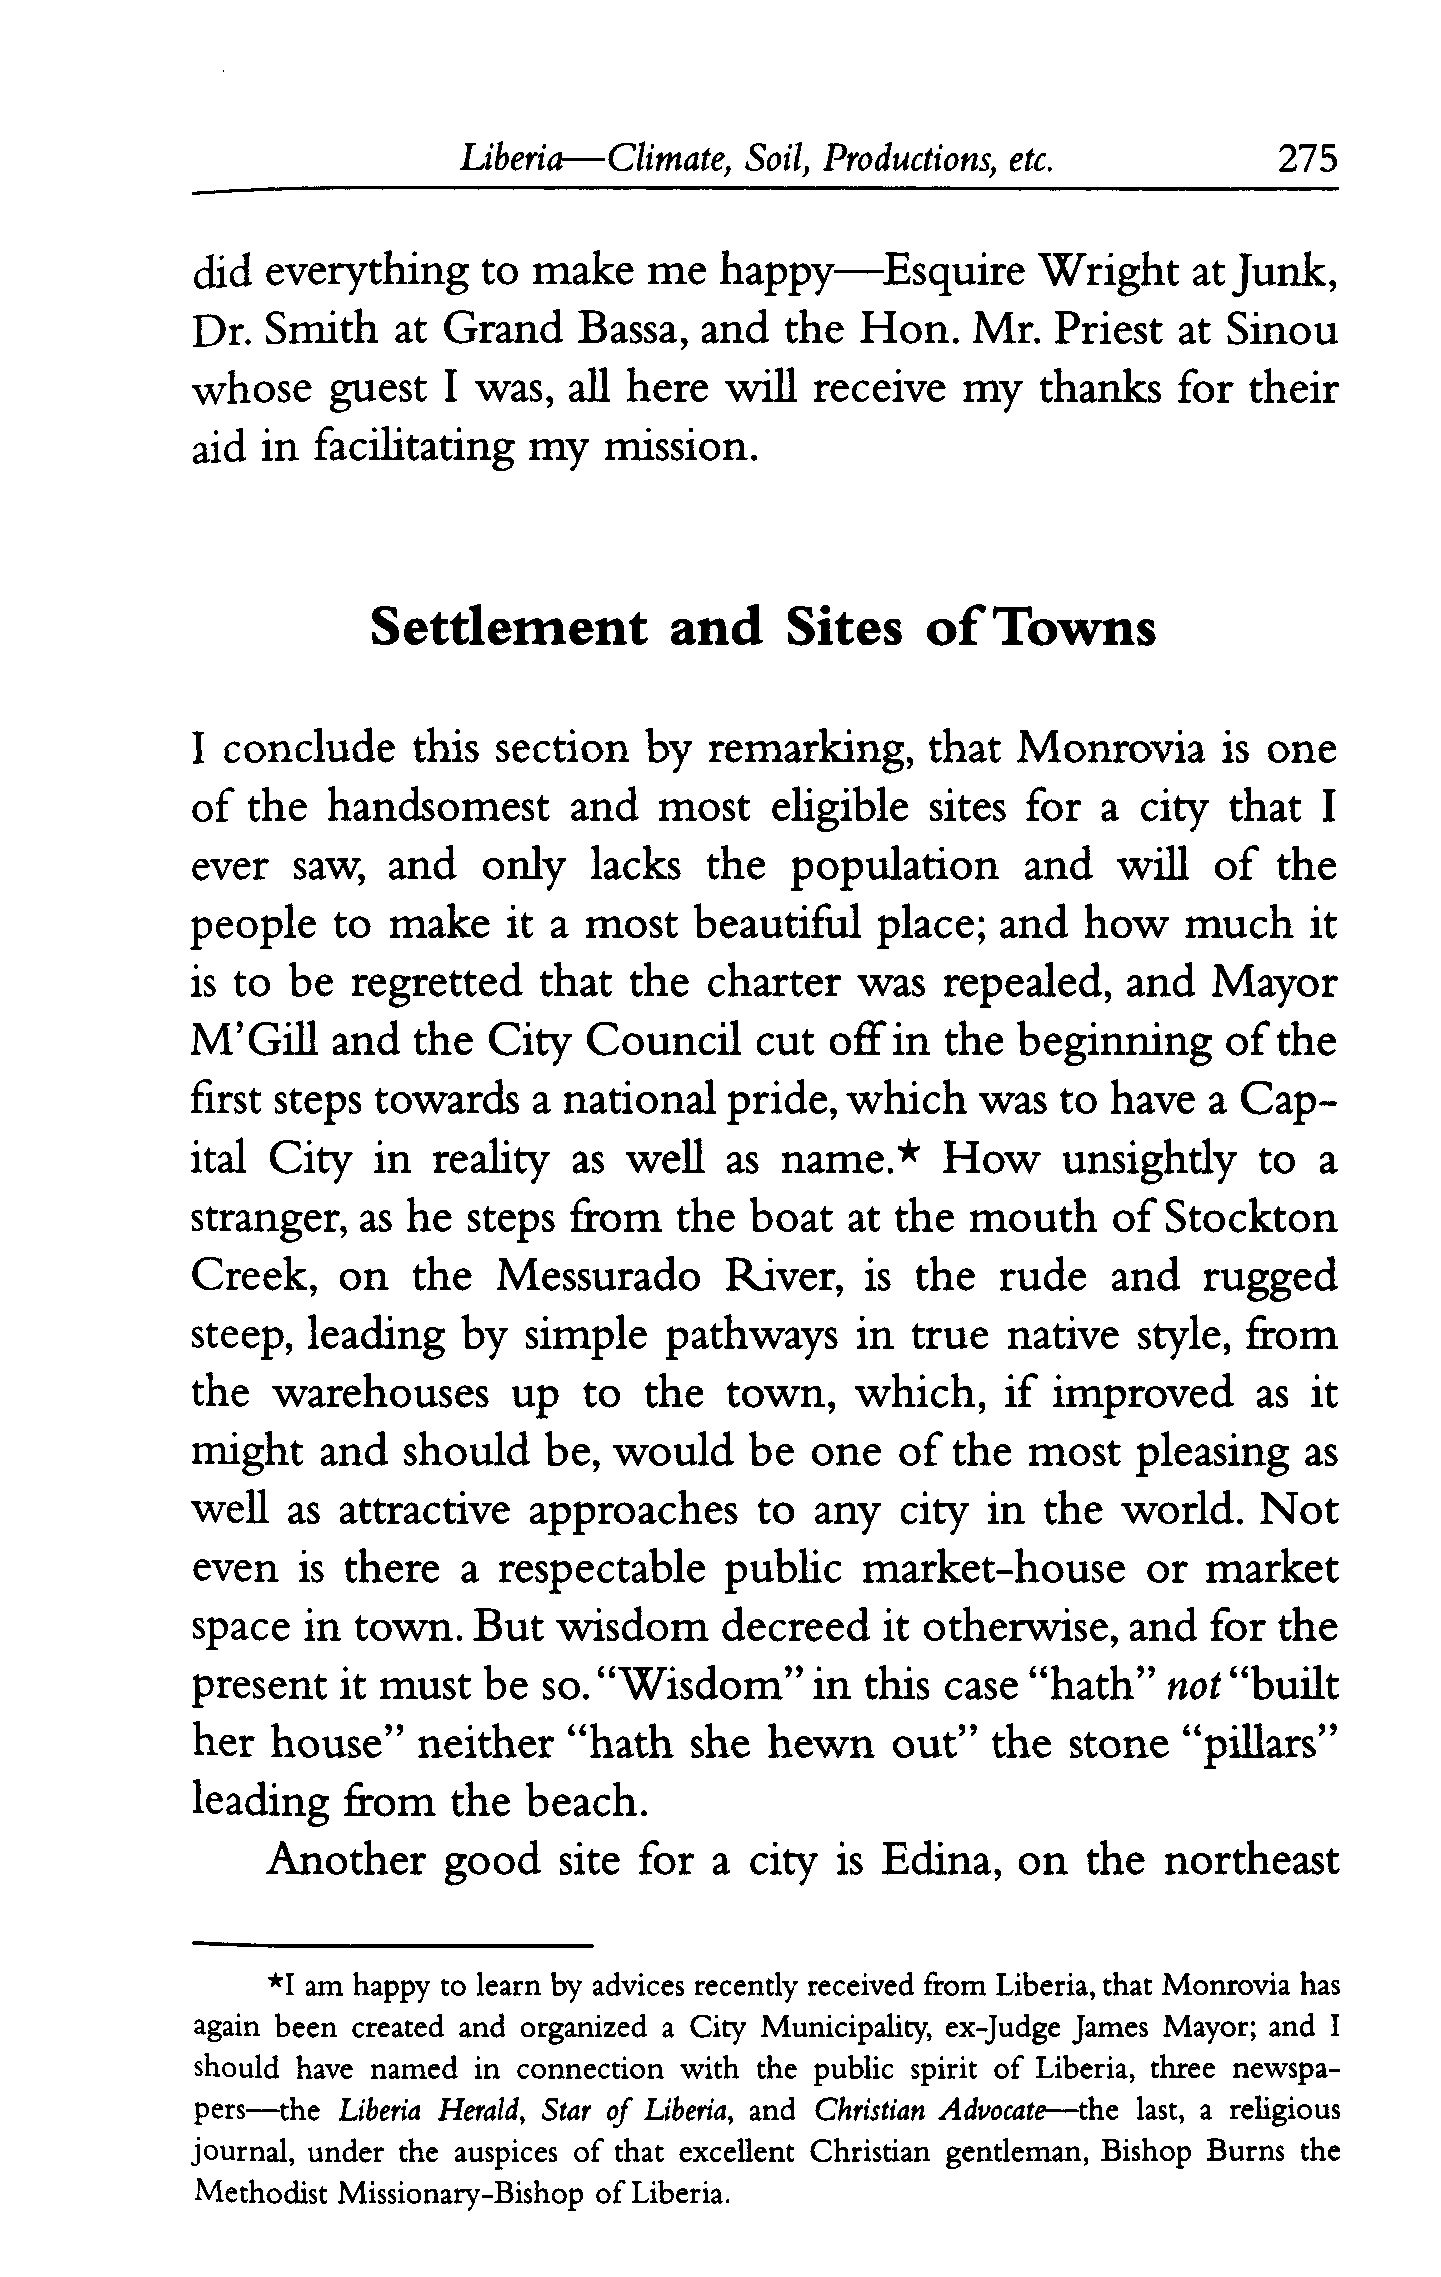 Liberia—Climate, Soil, Productions, etc. 275
did everything to make me happy—Esquire Wright at Junk,
Dr. Smith at Grand Bassa, and the Hon. Mr. Priest at Sinou
whose guest I was, all here will receive my thanks for their
aid in facilitating my mission.
Settlement and Sites of Towns
I conclude this section by remarking, that Monrovia is one
of the handsomest and most eligible sites for a city that I
ever saw, and only lacks the population and will of the
people to make it a most beautiful place; and how much it
is to be regretted that the charter was repealed, and Mayor
M'Gill and the City Council cut off in the beginning of the
first steps towards a national pride, which was to have a Cap-
ital City in reality as well as name.* How unsightly to a
stranger, as he steps from the boat at the mouth of Stockton
Creek, on the Messurado River, is the rude and rugged
steep, leading by simple pathways in true native style, from
the warehouses up to the town, which, if improved as it
might and should be, would be one of the most pleasing as
well as attractive approaches to any city in the world. Not
even is there a respectable public market-house or market
space in town. But wisdom decreed it otherwise, and for the
present it must be so. “Wisdom” in this case “hath” not “built
her house” neither “hath she hewn out” the stone “pillars”
leading from the beach.
Another good site for a city is Edina, on the northeast
*I am happy to learn by advices recently received from Liberia, that Monrovia has
again been created and organized a City Municipality, ex-Judge James Mayor; and I
should have named in connection with the public spirit of Liberia, three newspa-
pers—the Liberia Herald, Star of Liberia, and Christian Advocate—the last, a religious
journal, under the auspices of that excellent Christian gentleman, Bishop Burns the
Methodist Missionary-Bishop of Liberia.